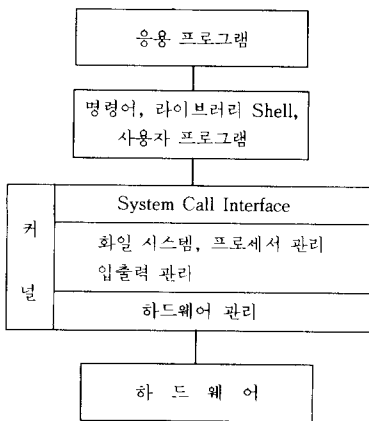 응용 프로그램
명령어, 라이브러리 Shell,
사용자 프로그램
커널
System Call Interface
화일 시스템, 프로세서 관리
입출력 관리
하드웨어 관리
하 드 웨 어